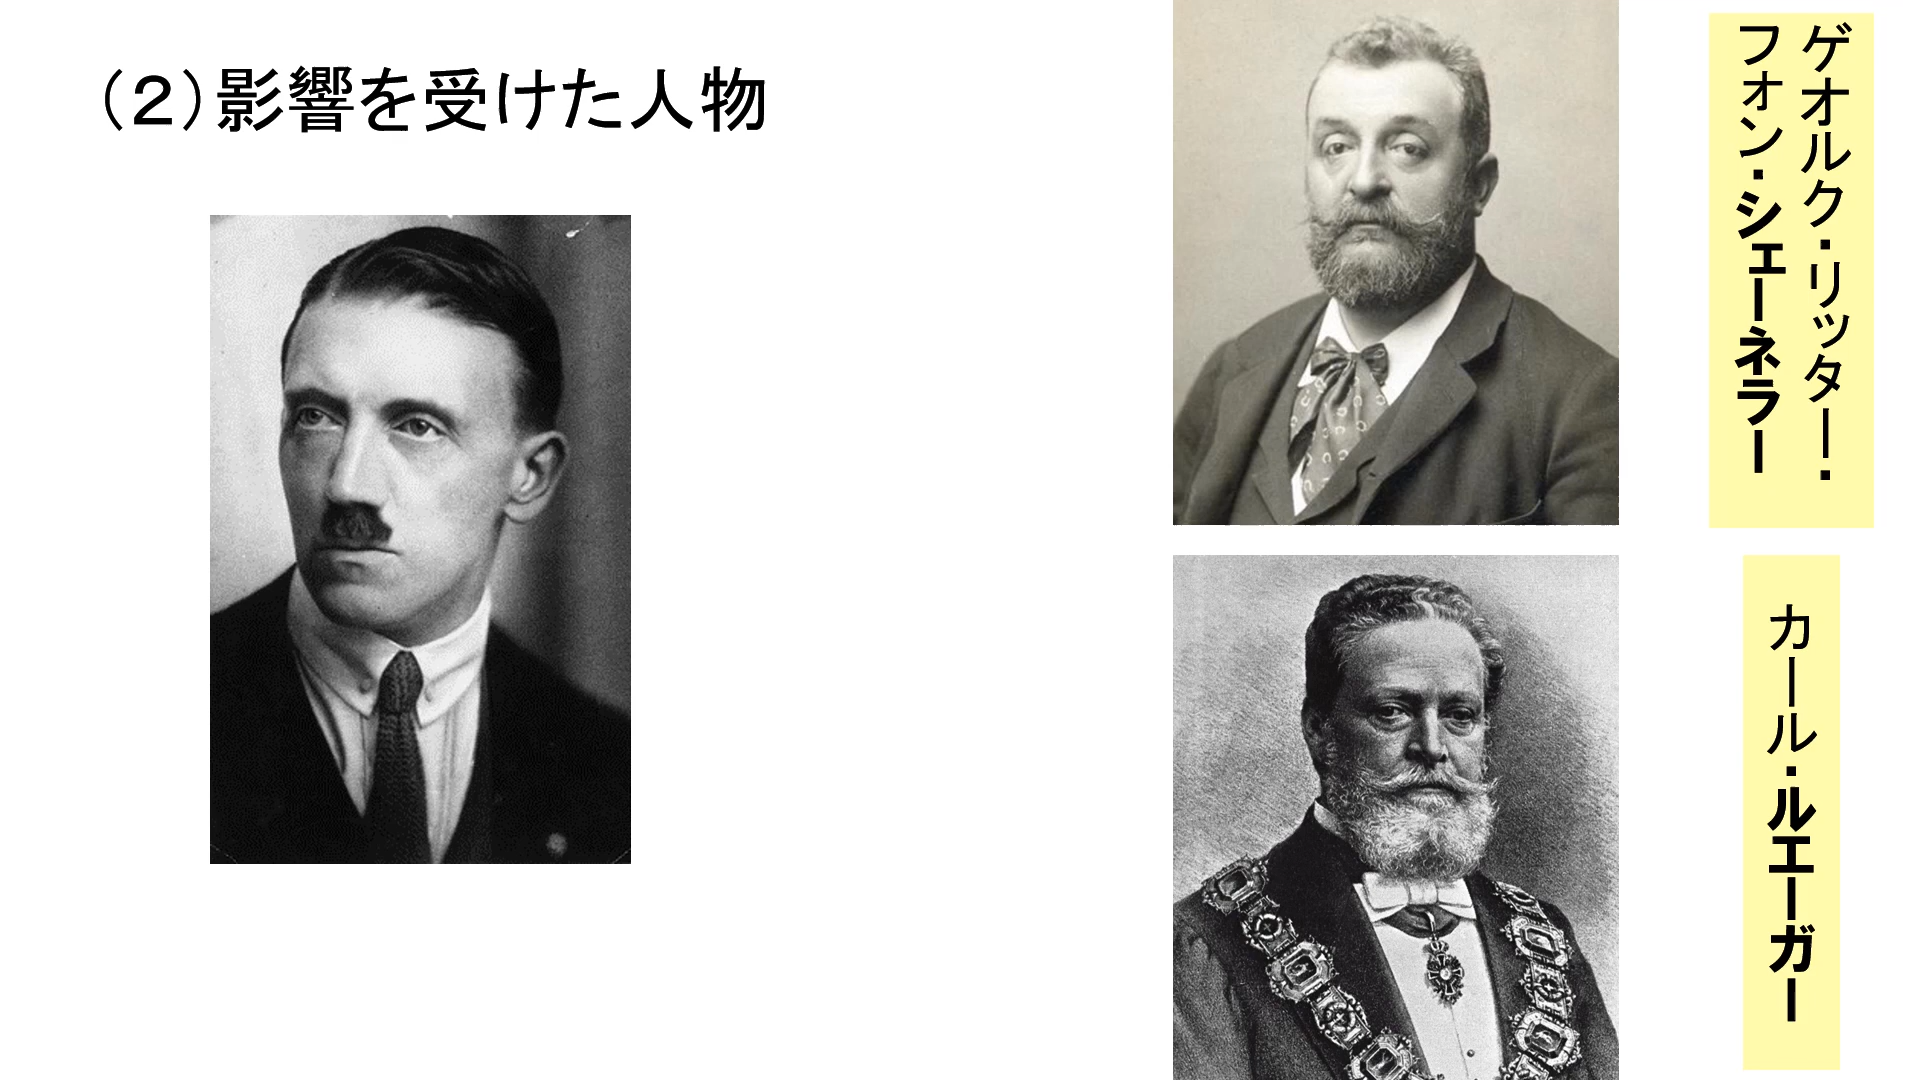 （２）影響を受けた人物
ゲオルク・リッター・
フォン・シェーネラー
カール・ルエーガー